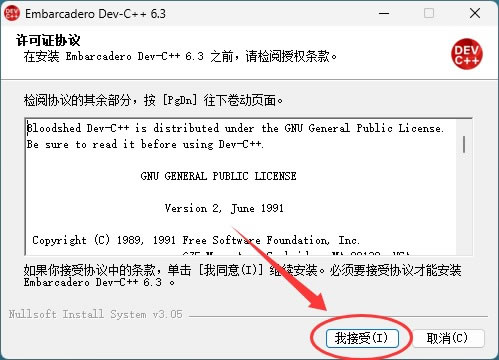 Embarcadero Dev-C++ 6.3
许可证协议
在安装 Embarcadero Dev-C++ 6.3 之前，请检阅授权条款。
DEV
C++
检阅协议的其余部分，按 [PgDn] 往下卷动页面。
Bloodshed Dev-C++ is distributed under the GNU General Public License.
Be sure to read it before using Dev-C++.
GNU GENERAL PUBLIC LICENSE
Version 2, June 1991
Copyright (C) 1989, 1991 Free Software Foundation, Inc.
如果你接受协议中的条款，单击 [我同意(I)] 继续安装。必须要接受协议才能安装
Embarcadero Dev-C++ 6.3 。
Nullsoft Install System v3.05
我接受(I)
取消(C)